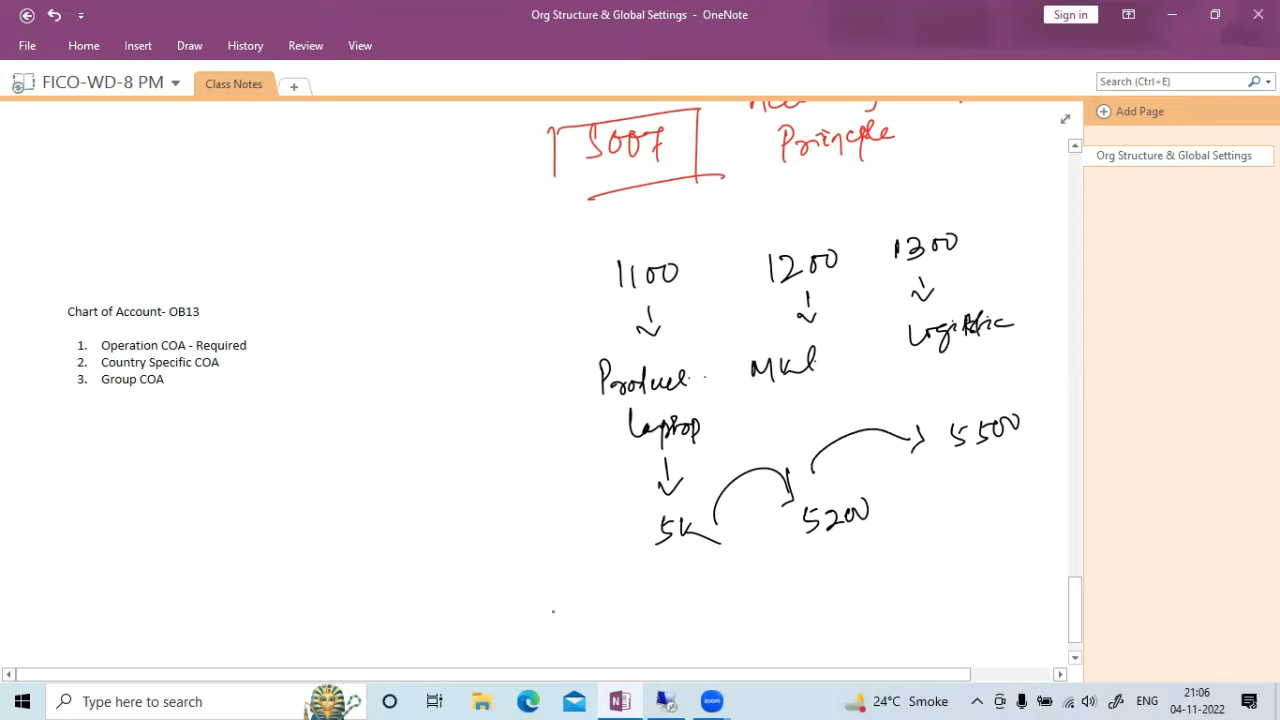 Org Structure & Global Settings - OneNote
Sign in
File Home Insert Draw History Review View
FICO-WD-8 PM
Class Notes
Search (Ctrl+E)
Add Page
Org Structure & Global Settings
Principle
1100 1200 1300
Chart of Account- OB13
1. Operation COA - Required
2. Country Specific COA
3. Group COA
Product Mkt Logistic
Laptop
5K 5200 5500
Type here to search
zoom
24°C Smoke
ENG
21:06
04-11-2022